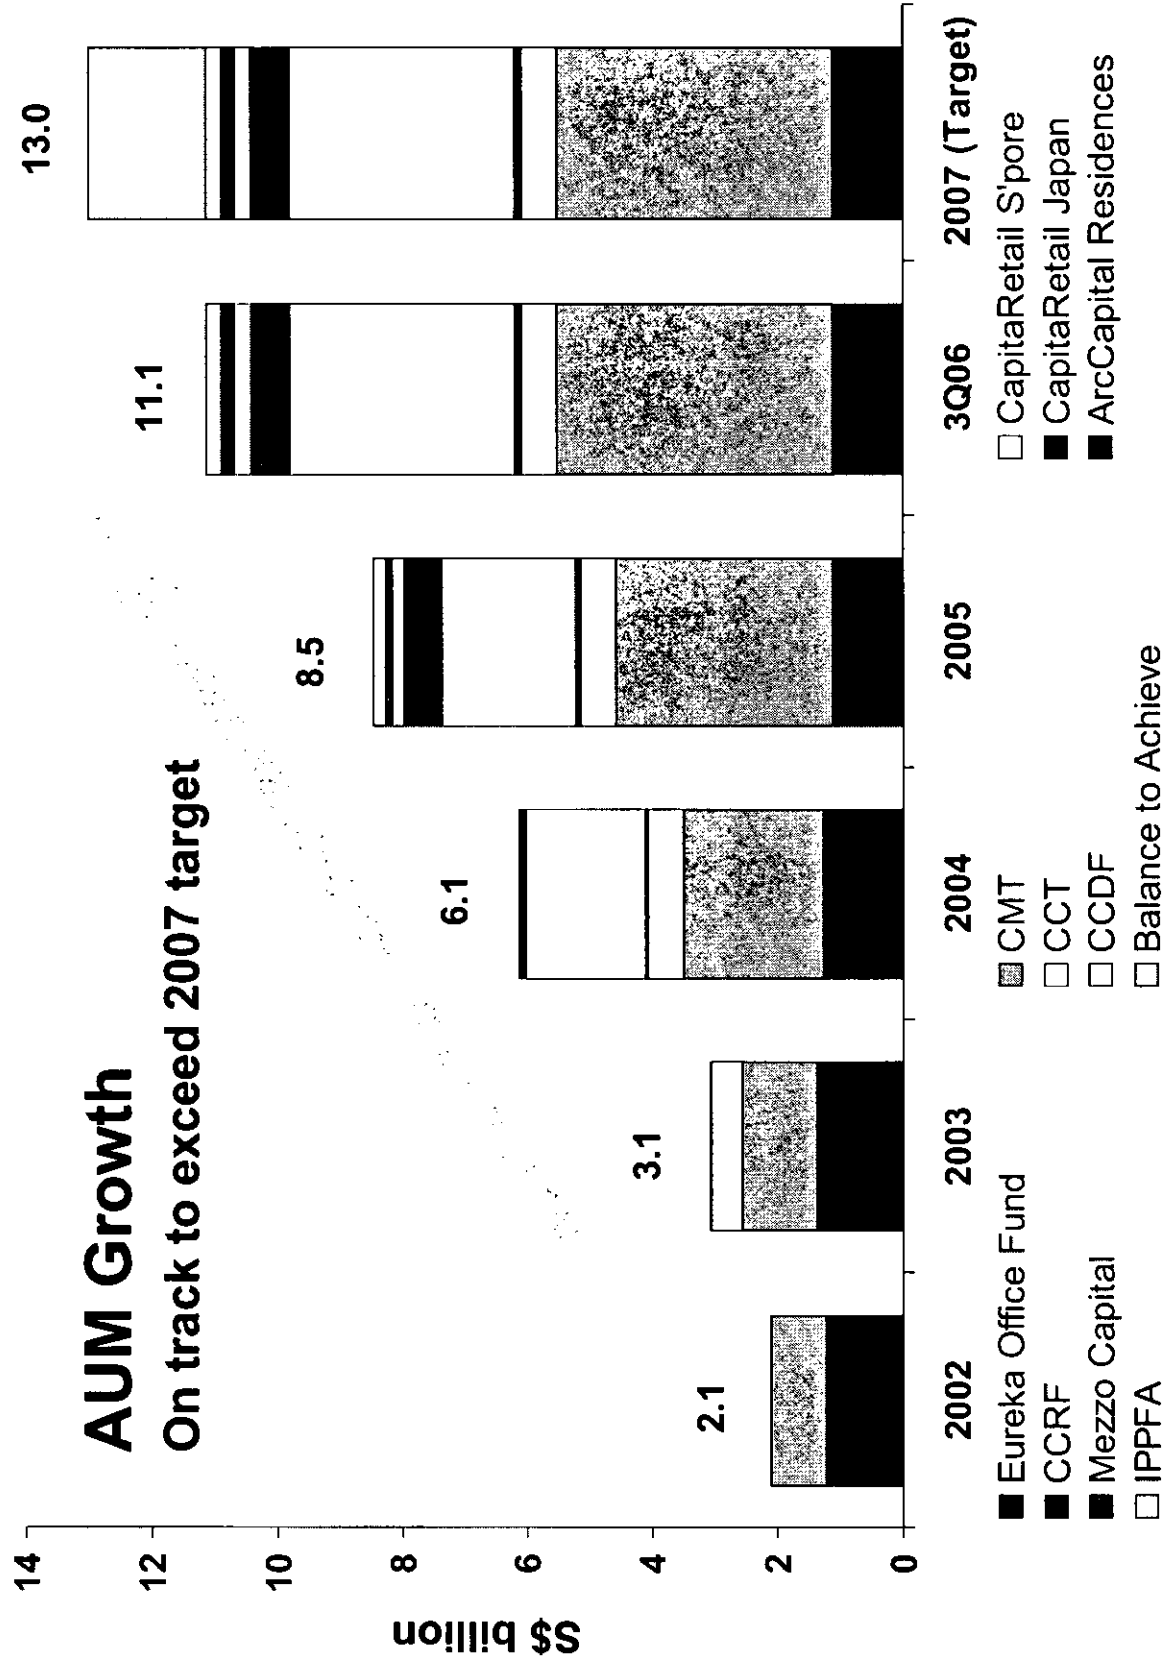 AUM Growth
On track to exceed 2007 target
S$ billion
14
12
10
8
6
4
2
0
2.1
3.1
6.1
8.5
11.1
13.0
2002 2003 2004 2005 3Q06 2007 (Target)
Eureka Office Fund CMT CapitaRetail S'pore
CCRF CCT CapitaRetail Japan
Mezzo Capital CCDF ArcCapital Residences
IPPFA Balance to Achieve